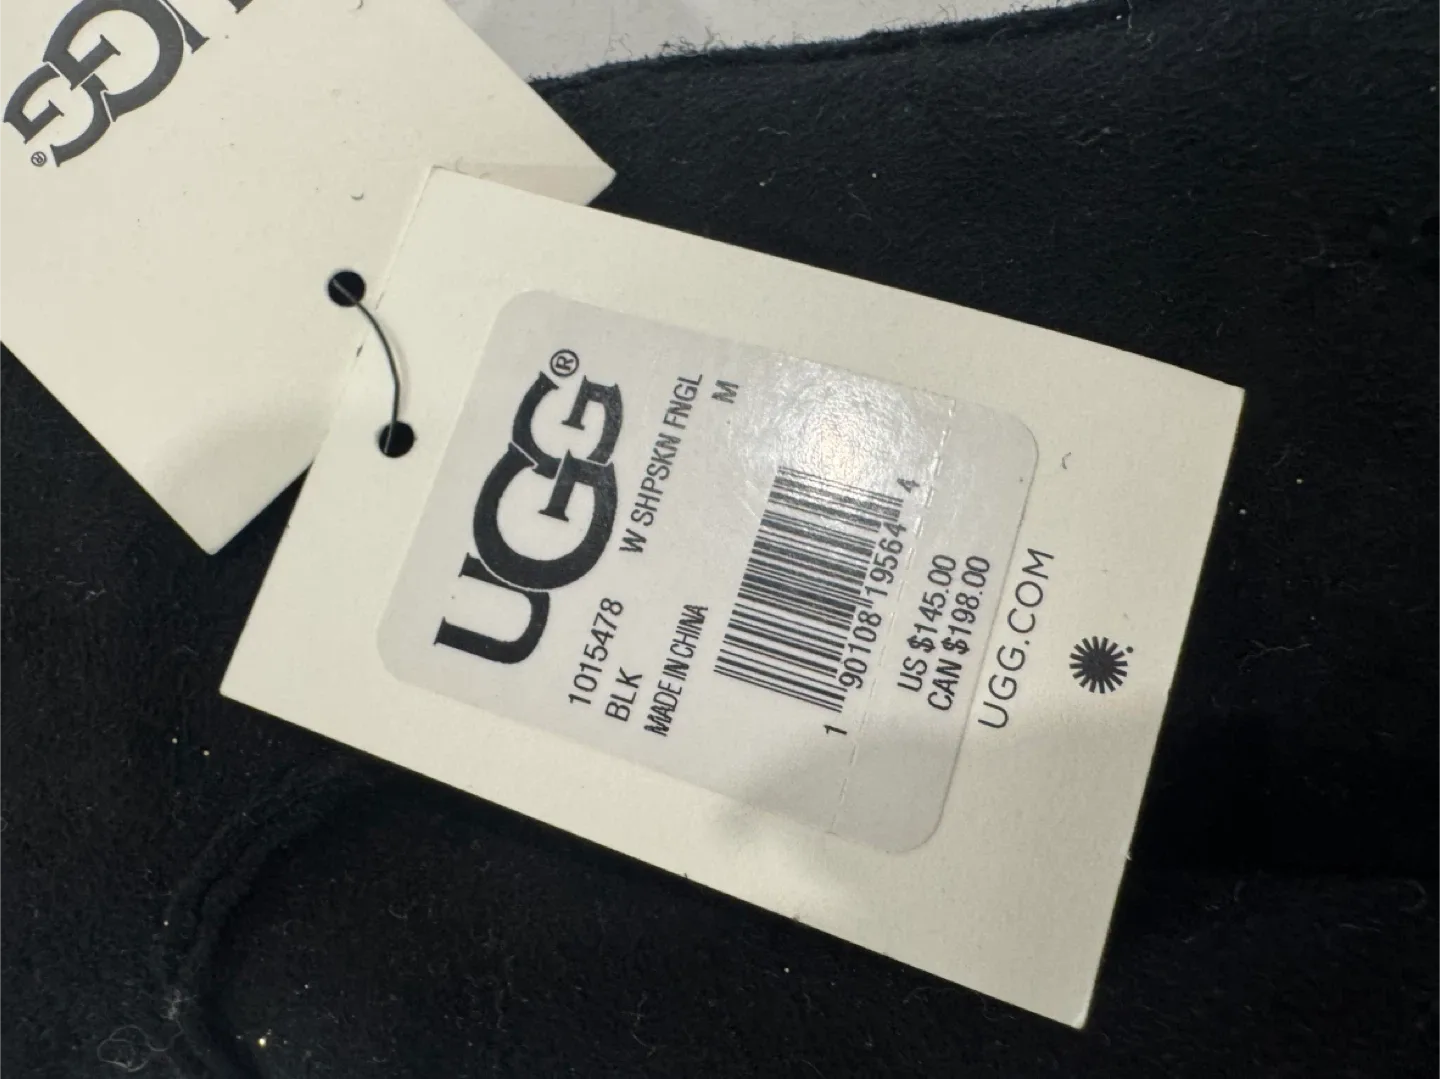 UGG®
UGG®
1015478 W SHPSKN FNGL
BLK M
MADE IN CHINA
1 90108 19564 4
US $145.00
CAN $198.00
UGG.COM